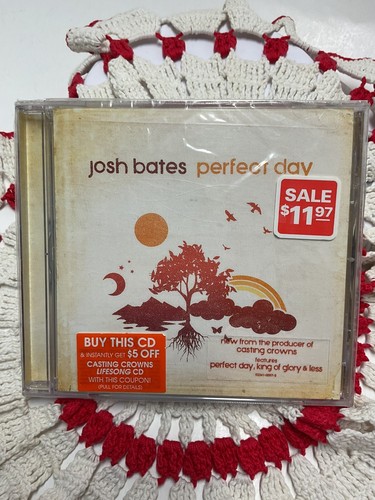 josh bates perfect day
SALE
$11.97
BUY THIS CD
& INSTANTLY GET $5 OFF
CASTING CROWNS
LIFESONG CD
WITH THIS COUPON!
(PULL FOR DETAILS)
new from the producer of
casting crowns
features
perfect day, king of glory & less